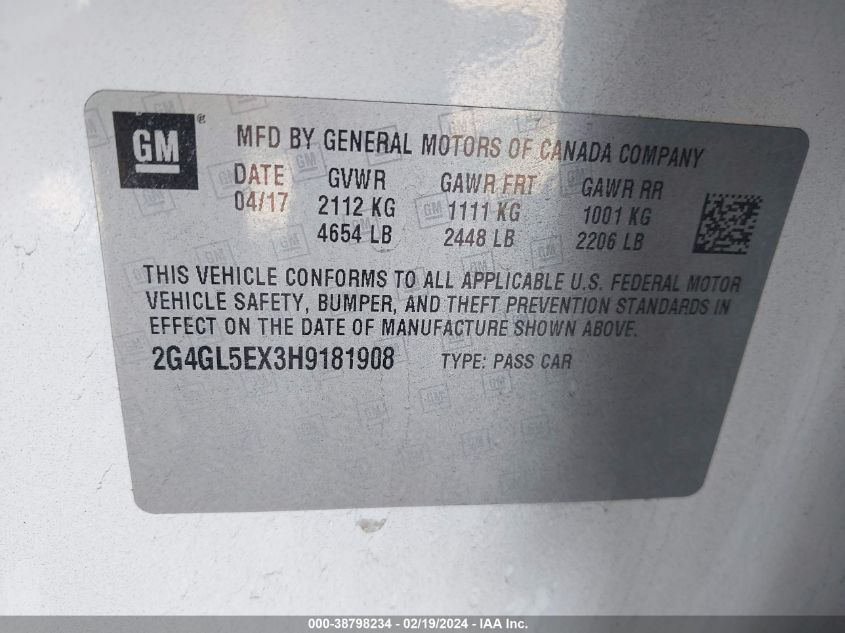 GM ®
MFD BY GENERAL MOTORS OF CANADA COMPANY
DATE GVWR GAWR FRT GAWR RR
04/17 2112 KG 1111 KG 1001 KG
4654 LB 2448 LB 2206 LB
THIS VEHICLE CONFORMS TO ALL APPLICABLE U.S. FEDERAL MOTOR
VEHICLE SAFETY, BUMPER, AND THEFT PREVENTION STANDARDS IN
EFFECT ON THE DATE OF MANUFACTURE SHOWN ABOVE.
2G4GL5EX3H9181908 TYPE: PASS CAR
000-38798234 - 02/19/2024 - IAA Inc.